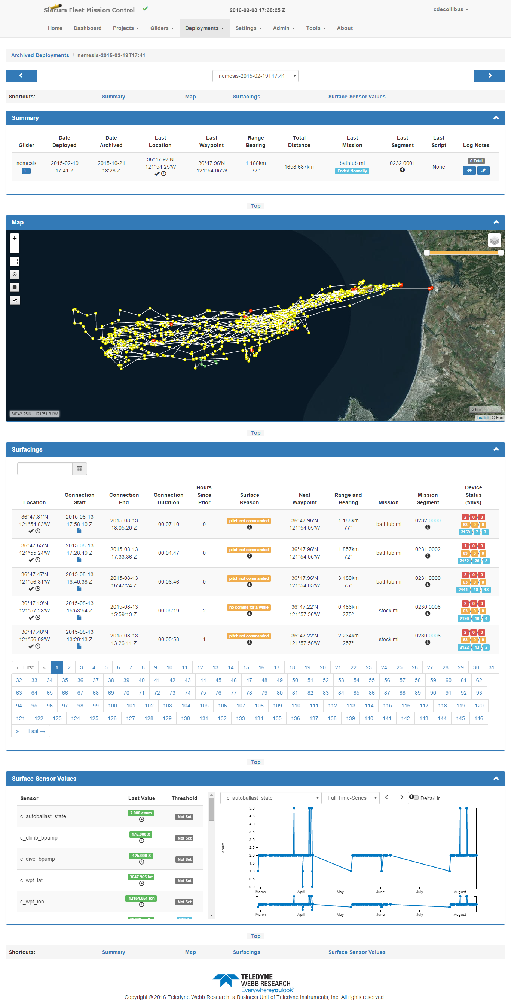 Slocum Fleet Mission Control 2016-03-03 17:38:25 Z cdecollibus
Home Dashboard Projects Gliders Deployments Settings Admin Tools About
Archived Deployments / nemesis-2015-02-19T17:41
nemesis-2015-02-19T17:41
Shortcuts: Summary Map Surfacings Surface Sensor Values
Summary
Glider Date Deployed Date Archived Last Location Last Waypoint Range Bearing Total Distance Last Mission Last Segment Last Script Log Notes
nemesis 2015-02-19 17:41 Z 2015-10-21 18:28 Z 36°47.97'N 121°54.25'W 36°47.96'N 121°54.05'W 1.188km 77° 1658.687km bathtub.mi Ended Normally 0232.0001 None 0 Total
Top
Map
+
−
36°42.25'N : 121°51.91'W
5 km
Leaflet | © Esri
Top
Surfacings
Location Connection Start Connection End Connection Duration Hours Since Prior Surface Reason Next Waypoint Range and Bearing Mission Mission Segment Device Status (t/m/s)
36°47.81'N 121°54.83'W 2015-08-13 17:58:10 Z 2015-08-13 18:05:20 Z 00:07:10 0 pitch not commanded 36°47.96'N 121°54.05'W 1.188km 77° bathtub.mi 0232.0000 2/0/0 63/0/0 2159/7/7
36°47.65'N 121°55.24'W 2015-08-13 17:28:49 Z 2015-08-13 17:33:36 Z 00:04:47 0 pitch not commanded 36°47.96'N 121°54.05'W 1.857km 72° bathtub.mi 0231.0002 2/0/0 63/0/0 2152/26/8
36°47.47'N 121°56.31'W 2015-08-13 16:40:38 Z 2015-08-13 16:47:24 Z 00:06:46 0 pitch not commanded 36°47.96'N 121°54.05'W 3.480km 75° bathtub.mi 0231.0000 2/0/0 63/0/0 2144/18/18
36°47.19'N 121°57.23'W 2015-08-13 15:53:54 Z 2015-08-13 15:59:13 Z 00:05:19 2 no comms for a while 36°47.22'N 121°57.56'W 0.486km 275° stock.mi 0230.0008 2/0/0 63/0/0 2126/16/4
36°47.48'N 121°56.09'W 2015-08-13 13:20:13 Z 2015-08-13 13:26:11 Z 00:05:58 1 pitch not commanded 36°47.22'N 121°57.56'W 2.234km 257° stock.mi 0230.0006 2/0/0 63/0/0 2122/12/2
← First « 1 2 3 4 5 6 7 8 9 10 11 12 13 14 15 16 17 18 19 20 21 22 23 24 25 26 27 28 29 30 31
32 33 34 35 36 37 38 39 40 41 42 43 44 45 46 47 48 49 50 51 52 53 54 55 56 57 58 59 60 61 62
63 64 65 66 67 68 69 70 71 72 73 74 75 76 77 78 79 80 81 82 83 84 85 86 87 88 89 90 91 92 93
94 95 96 97 98 99 100 101 102 103 104 105 106 107 108 109 110 111 112 113 114 115 116 117 118 119 120
121 122 123 124 125 126 127 128 129 130 131 132 133 134 135 136 137 138 139 140 141 142 143 144 145 146
» Last →
Top
Surface Sensor Values
Sensor Last Value Threshold
c_autoballast_state 2.000 enum Not Set
c_climb_bpump 175.000 X Not Set
c_dive_bpump -125.000 X Not Set
c_wpt_lat 3647.965 lat Not Set
c_wpt_lon -12154.051 lon Not Set
c_autoballast_state Full Time-Series Delta/Hr
5.0
4.5
4.0
3.5
3.0
2.5
2.0
1.5
1.0
0.5
0.0
enum
March April May June July August
March April May June July August
Top
Shortcuts: Summary Map Surfacings Surface Sensor Values
TELEDYNE
WEBB RESEARCH
Everywhereyoulook™
Copyright © 2016 Teledyne Webb Research, a Business Unit of Teledyne Instruments, Inc. All rights reserved.